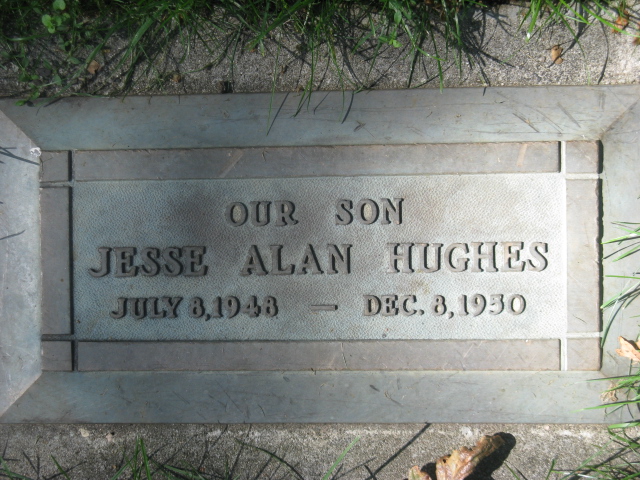 OUR SON
JESSE ALAN HUGHES
JULY 8,1948 — DEC. 8,1950